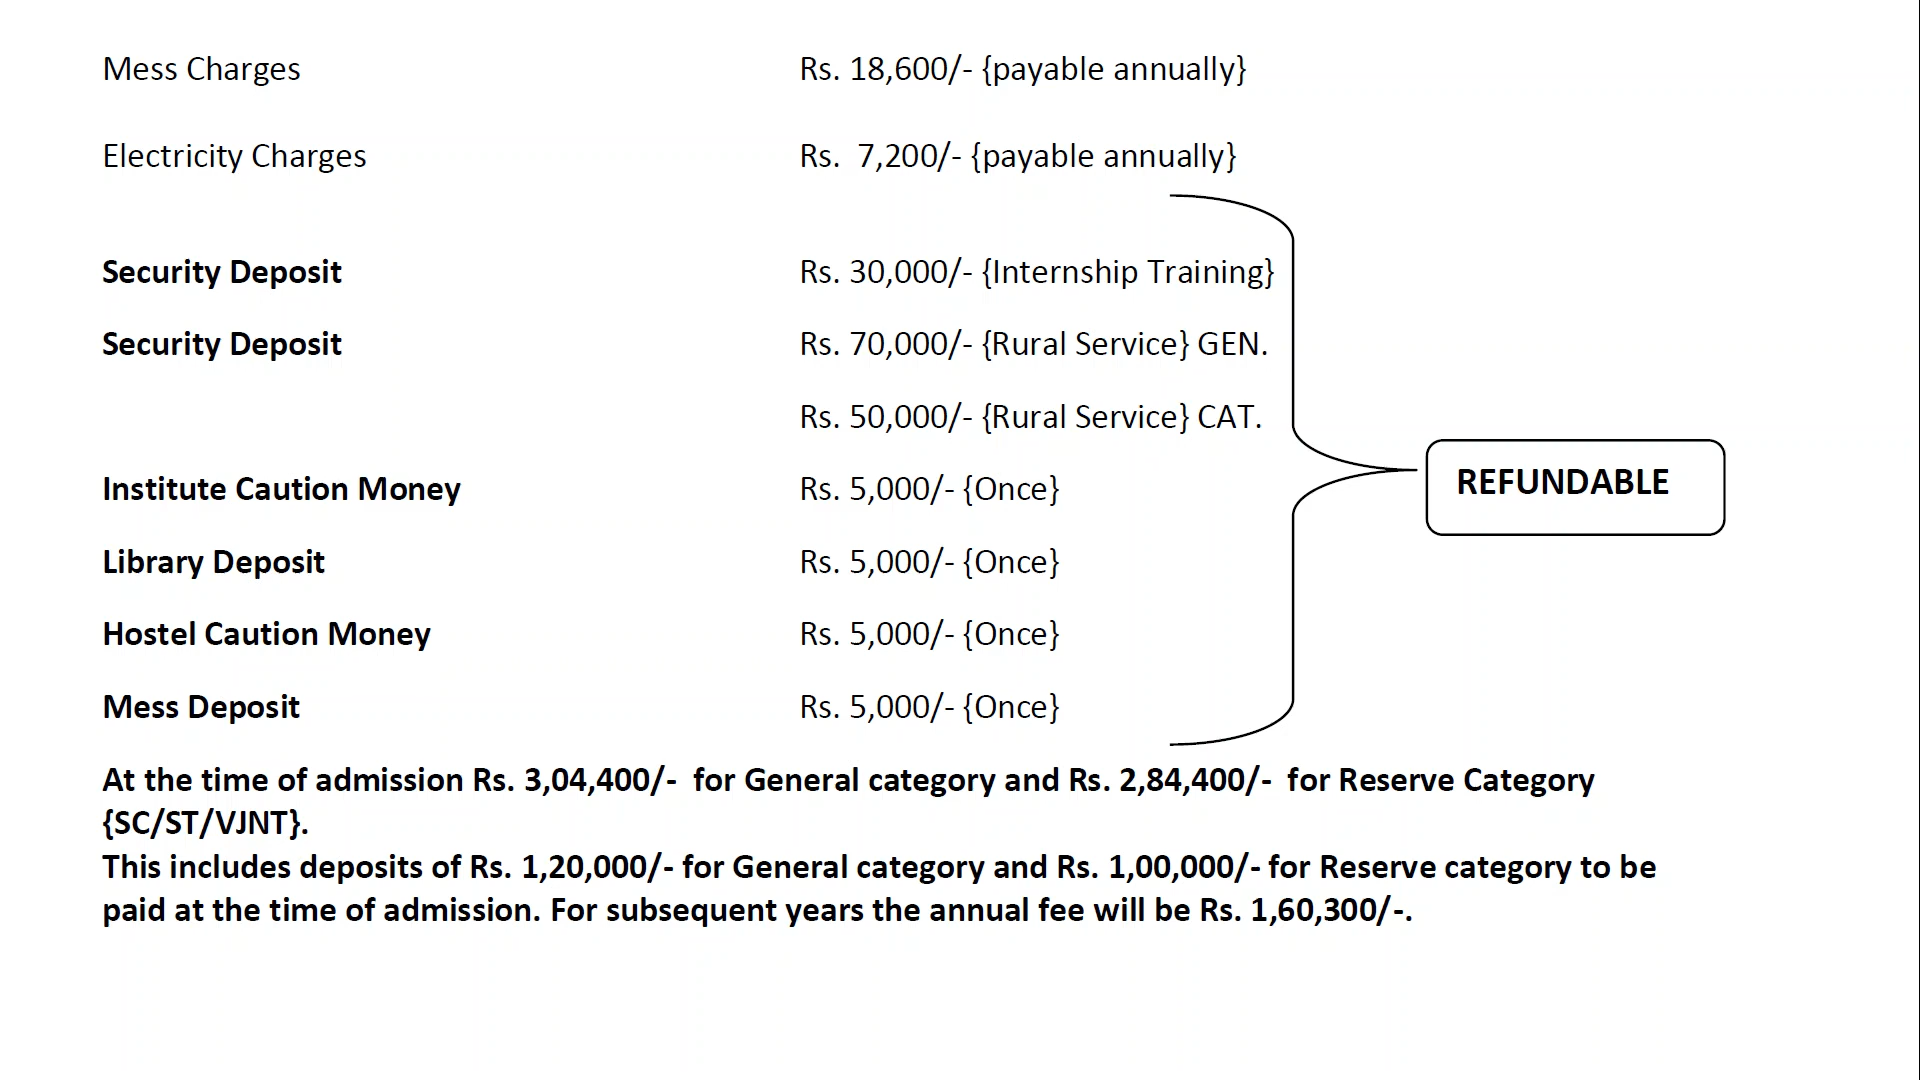 Mess Charges Rs. 18,600/- {payable annually}
Electricity Charges Rs. 7,200/- {payable annually}
Security Deposit Rs. 30,000/- {Internship Training}
Security Deposit Rs. 70,000/- {Rural Service} GEN.
Rs. 50,000/- {Rural Service} CAT.
Institute Caution Money Rs. 5,000/- {Once}
REFUNDABLE
Library Deposit Rs. 5,000/- {Once}
Hostel Caution Money Rs. 5,000/- {Once}
Mess Deposit Rs. 5,000/- {Once}
At the time of admission Rs. 3,04,400/- for General category and Rs. 2,84,400/- for Reserve Category
{SC/ST/VJNT}.
This includes deposits of Rs. 1,20,000/- for General category and Rs. 1,00,000/- for Reserve category to be
paid at the time of admission. For subsequent years the annual fee will be Rs. 1,60,300/-.